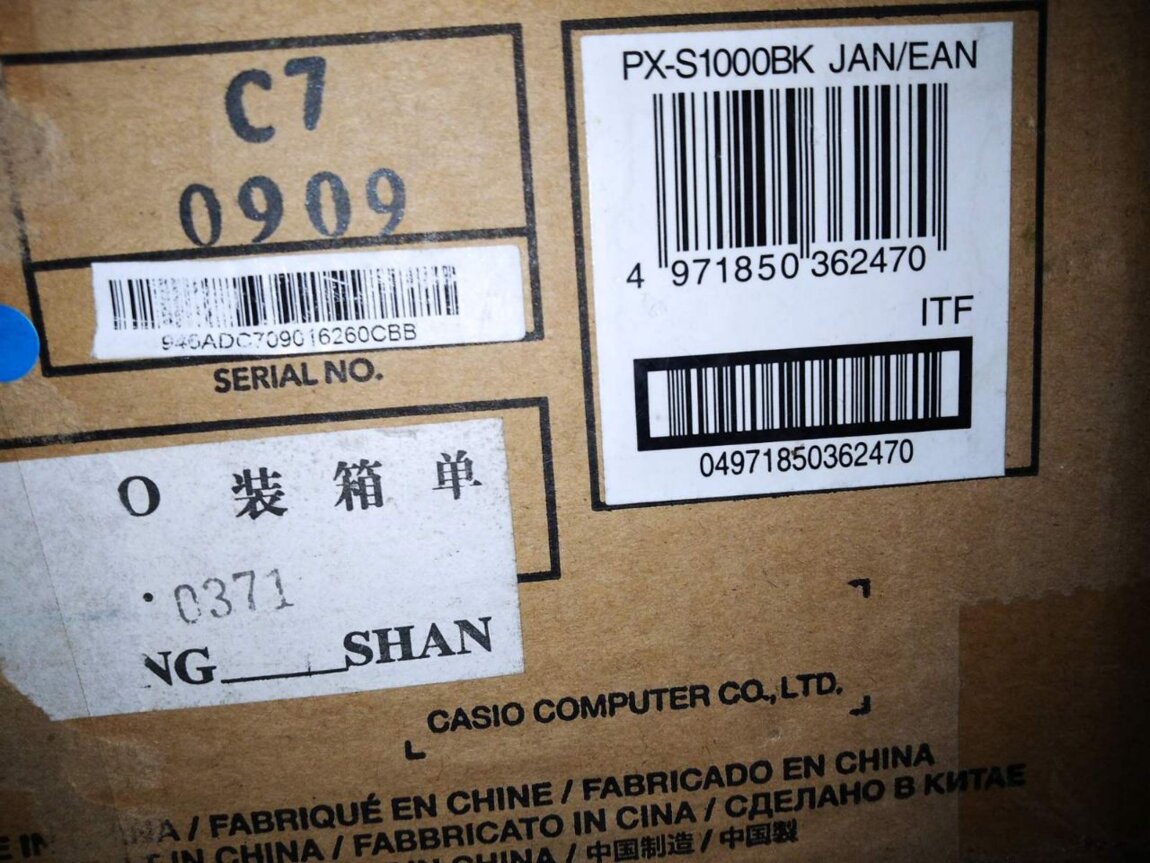 C7
0909
946ADC709016260CBB
SERIAL NO.
PX-S1000BK JAN/EAN
4 971850 362470
ITF
04971850362470
O 装 箱 单
0371
NG____SHAN
CASIO COMPUTER CO.,LTD.
/ FABRIQUÉ EN CHINE / FABRICADO EN CHINA
IN CHINA / FABBRICATO IN CINA / СДЕЛАНО В КИТАЕ
CHINA / 中国制造 / 中国製